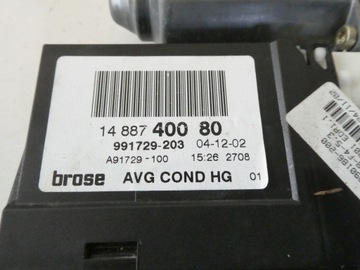 14 887 400 80
991729-203 04-12-02
A91729-100 15:26 2708
brose AVG COND HG 01